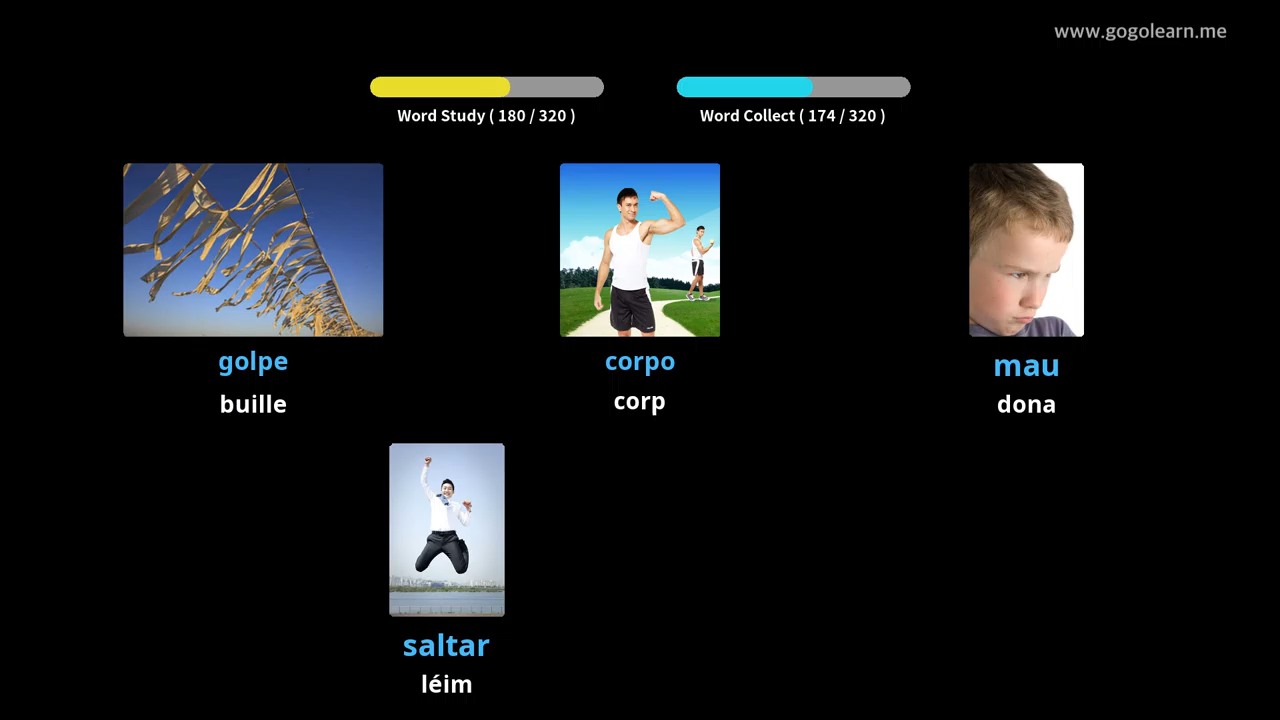 www.gogolearn.me
Word Study ( 180 / 320 )
Word Collect ( 174 / 320 )
golpe
buille
corpo
corp
mau
dona
saltar
léim